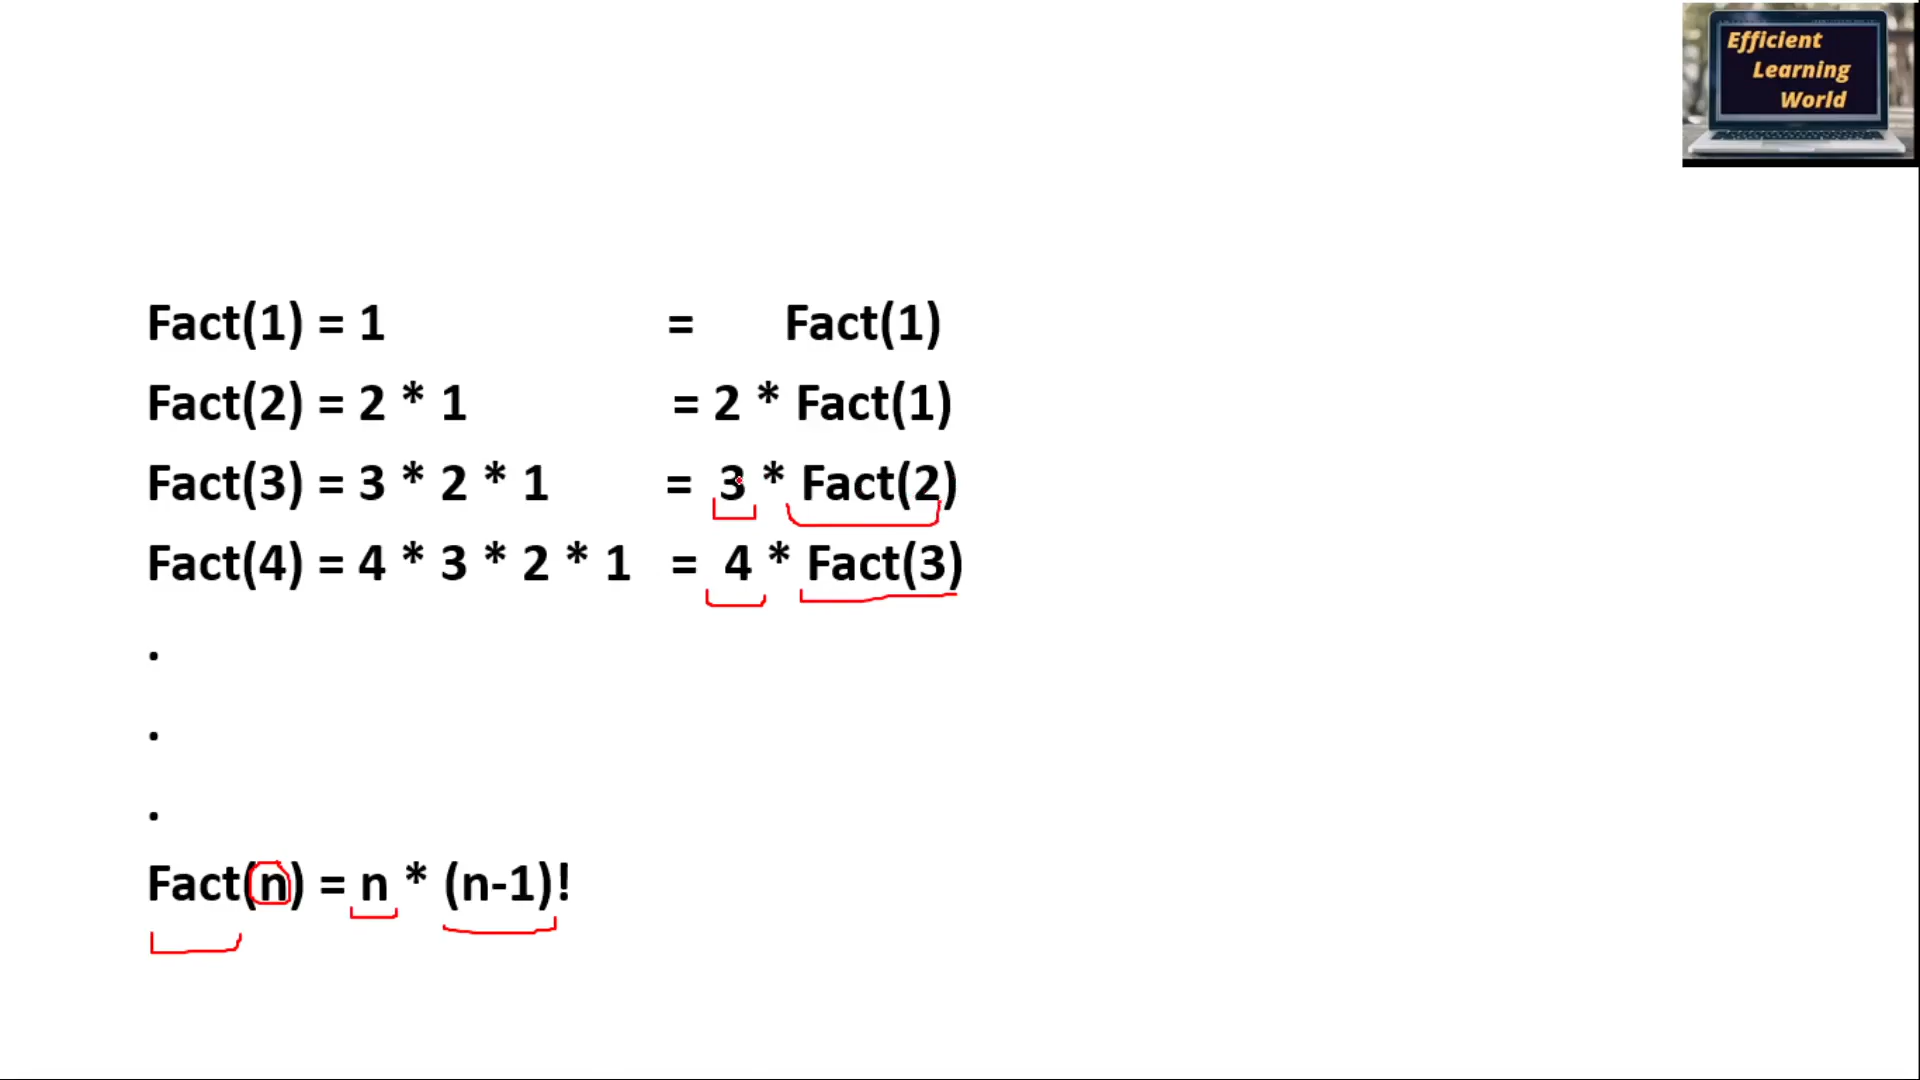 Efficient
Learning
World
Fact(1) = 1 = Fact(1)
Fact(2) = 2 * 1 = 2 * Fact(1)
Fact(3) = 3 * 2 * 1 = 3 * Fact(2)
Fact(4) = 4 * 3 * 2 * 1 = 4 * Fact(3)
.
.
.
Fact(n) = n * (n-1)!